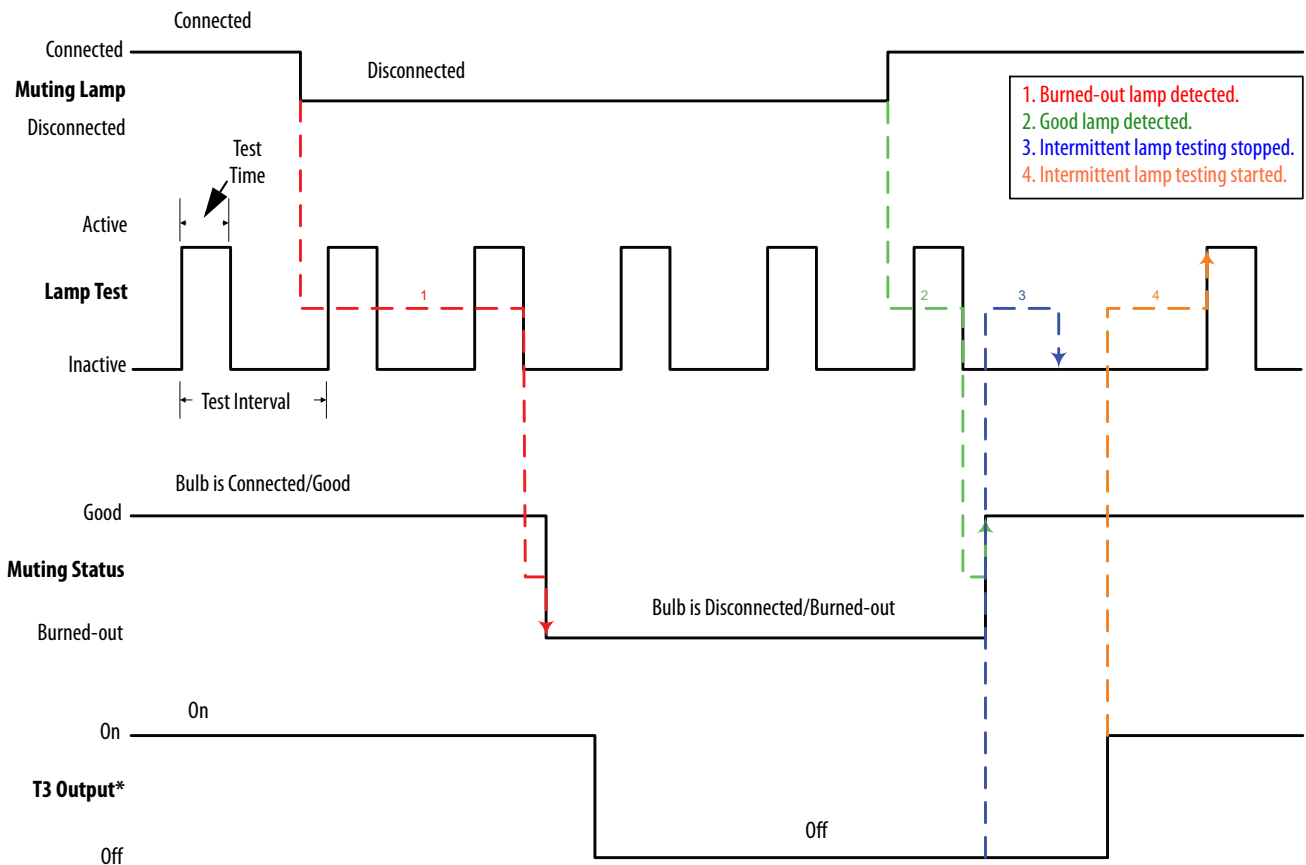 Connected
Connected
Muting Lamp
Disconnected
Disconnected
1. Burned-out lamp detected.
2. Good lamp detected.
3. Intermittent lamp testing stopped.
4. Intermittent lamp testing started.
Test
Time
Active
Lamp Test
1
2
3
4
Inactive
Test Interval
Bulb is Connected/Good
Good
Muting Status
Bulb is Disconnected/Burned-out
Burned-out
On
On
T3 Output*
Off
Off